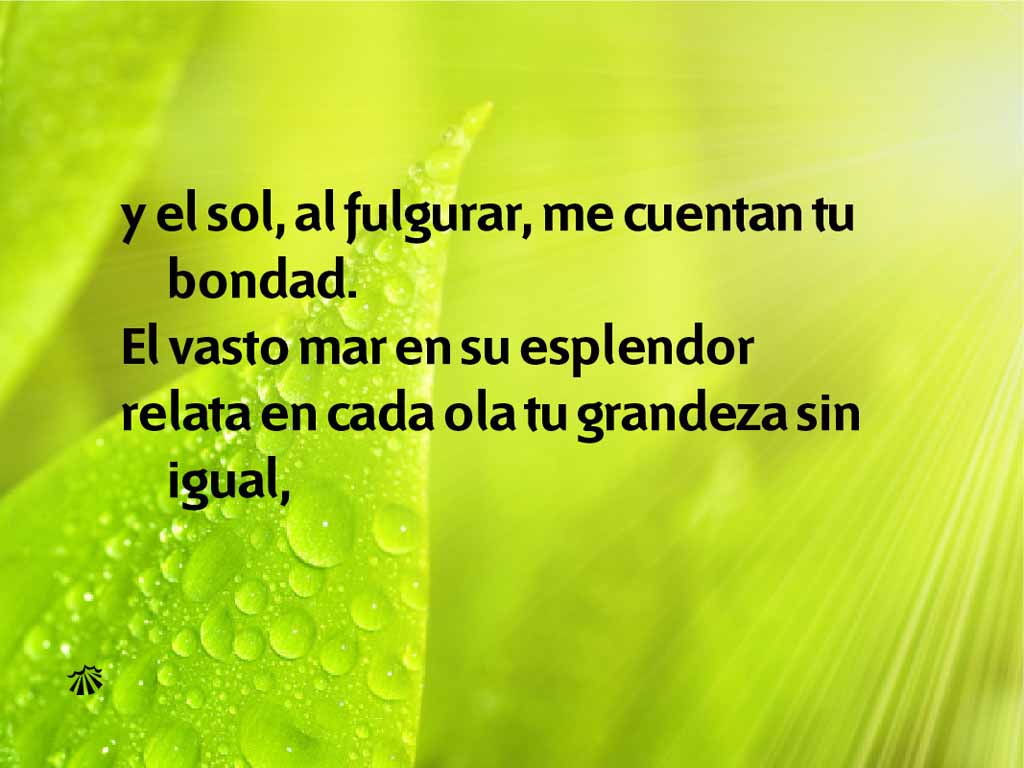 y el sol, al fulgurar, me cuentan tu
bondad.
El vasto mar en su esplendor
relata en cada ola tu grandeza sin
igual,